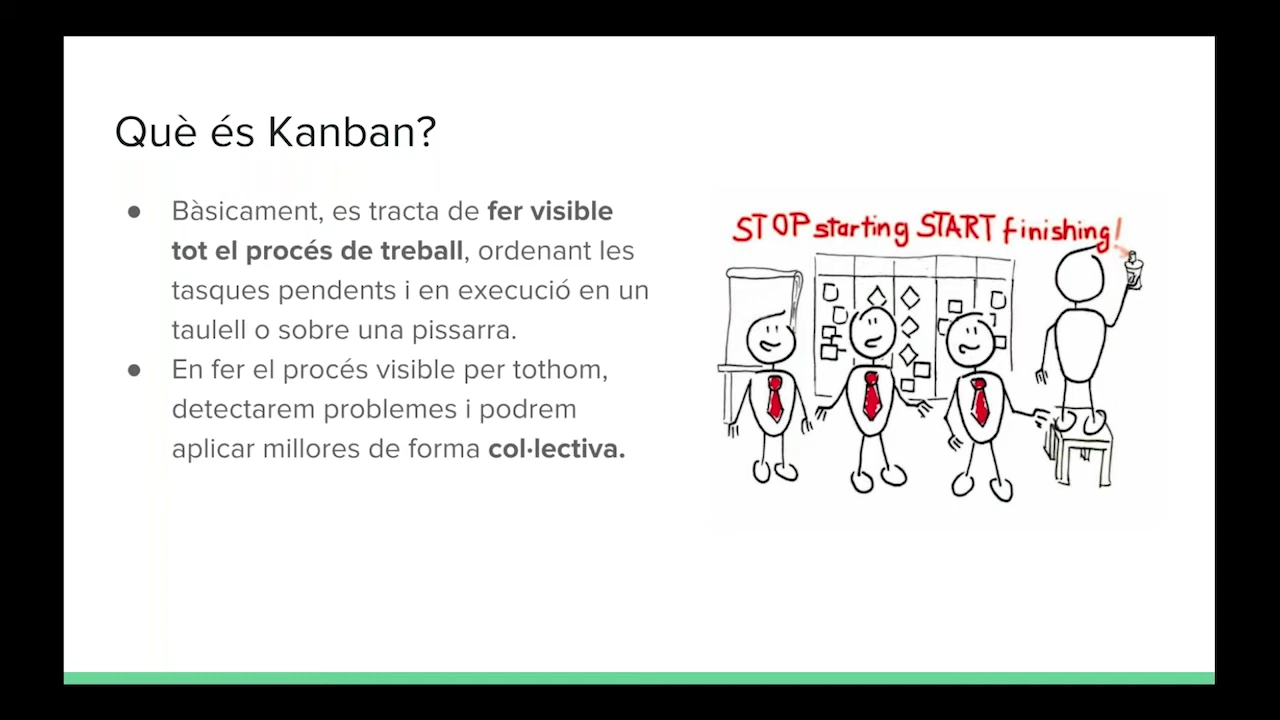 Què és Kanban?
● Bàsicament, es tracta de fer visible
tot el procés de treball, ordenant les
tasques pendents i en execució en un
taulell o sobre una pissarra.
● En fer el procés visible per tothom,
detectarem problemes i podrem
aplicar millores de forma col·lectiva.
STOP starting START finishing!